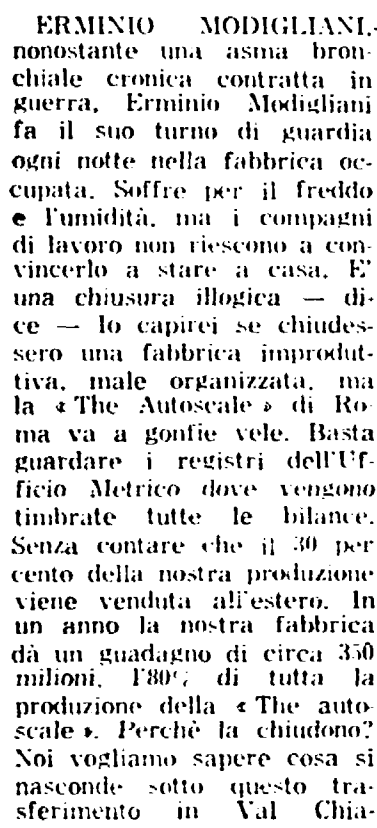 ERMINIO MODIGLIANI,
nonostante una asma bron-
chiale cronica contratta in
guerra, Erminio Modigliani
fa il suo turno di guardia
ogni notte nella fabbrica oc-
cupata. Soffre per il freddo
e l'umidità, ma i compagni
di lavoro non riescono a con-
vincerlo a stare a casa. E'
una chiusura illogica — di-
ce — lo capirei se chiudes-
sero una fabbrica improdut-
tiva, male organizzata, ma
la « The Autoscale » di Ro-
ma va a gonfie vele. Basta
guardare i registri dell'Uf-
ficio Metrico dove vengono
timbrate tutte le bilance.
Senza contare che il 30 per
cento della nostra produzione
viene venduta all'estero. In
un anno la nostra fabbrica
dà un guadagno di circa 350
milioni, l'80% di tutta la
produzione della « The auto-
scale ». Perchè la chiudono?
Noi vogliamo sapere cosa si
nasconde sotto questo tra-
sferimento in Val Chia-